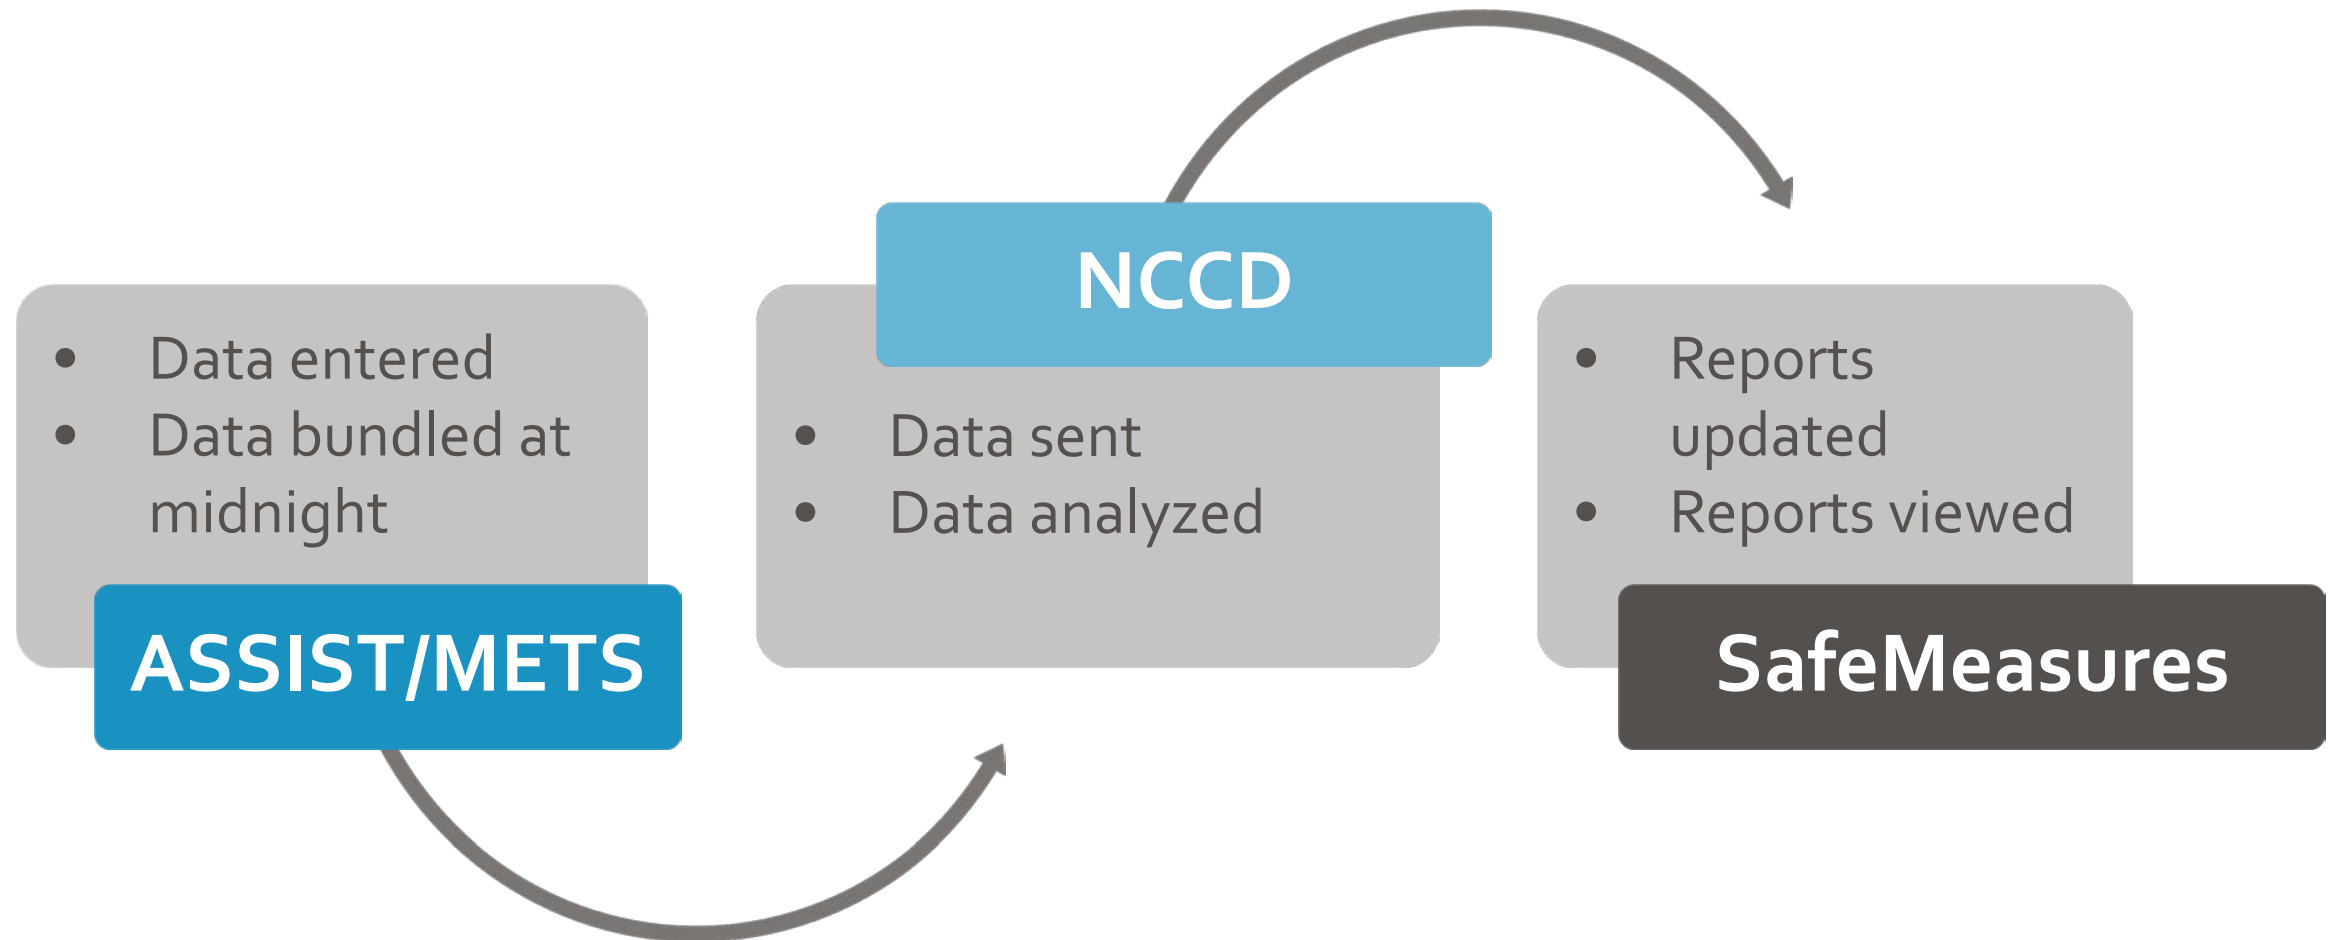 • Data entered
• Data bundled at
midnight
ASSIST/METS
NCCD
• Data sent
• Data analyzed
• Reports
updated
• Reports viewed
SafeMeasures